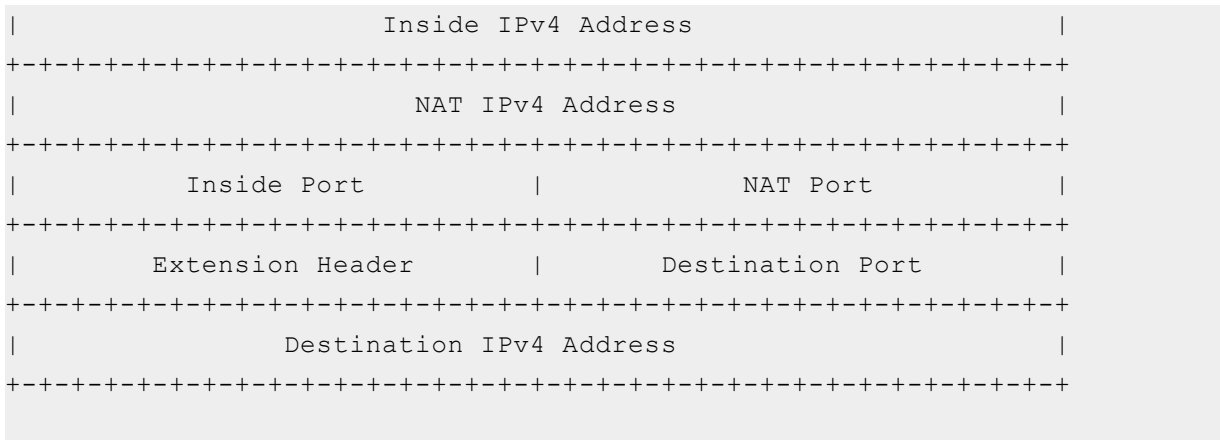 |                      Inside IPv4 Address                      |
+-+-+-+-+-+-+-+-+-+-+-+-+-+-+-+-+-+-+-+-+-+-+-+-+-+-+-+-+-+-+-+-+
|                        NAT IPv4 Address                       |
+-+-+-+-+-+-+-+-+-+-+-+-+-+-+-+-+-+-+-+-+-+-+-+-+-+-+-+-+-+-+-+-+
|          Inside Port          |            NAT Port           |
+-+-+-+-+-+-+-+-+-+-+-+-+-+-+-+-+-+-+-+-+-+-+-+-+-+-+-+-+-+-+-+-+
|        Extension Header       |       Destination Port        |
+-+-+-+-+-+-+-+-+-+-+-+-+-+-+-+-+-+-+-+-+-+-+-+-+-+-+-+-+-+-+-+-+
|                Destination IPv4 Address                       |
+-+-+-+-+-+-+-+-+-+-+-+-+-+-+-+-+-+-+-+-+-+-+-+-+-+-+-+-+-+-+-+-+